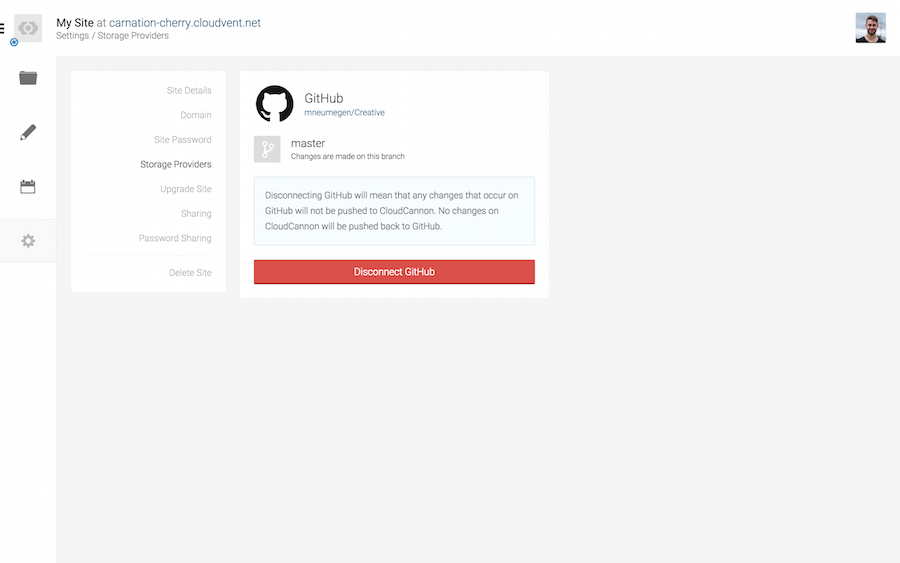 My Site at carnation-cherry.cloudvent.net
Settings / Storage Providers
Site Details
Domain
Site Password
Storage Providers
Upgrade Site
Sharing
Password Sharing
Delete Site
GitHub
mneumegen/Creative
master
Changes are made on this branch
Disconnecting GitHub will mean that any changes that occur on
GitHub will not be pushed to CloudCannon. No changes on
CloudCannon will be pushed back to GitHub.
Disconnect GitHub